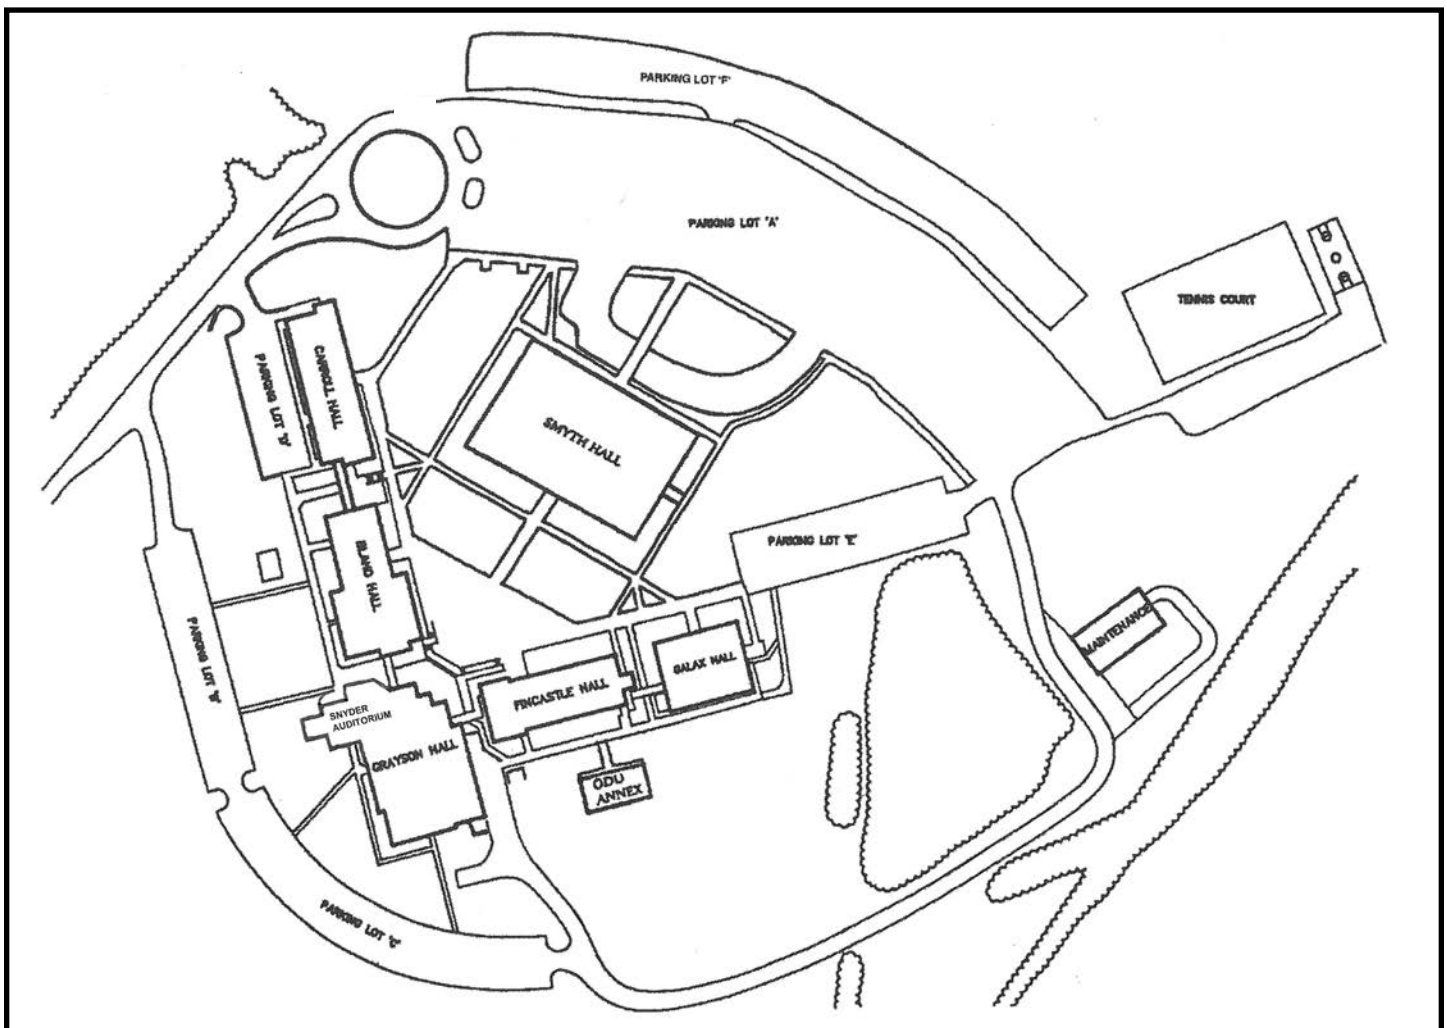 PARKING LOT 'F'
PARKING LOT 'A'
TENNIS COURT
CARROLL HALL
PARKING LOT 'D'
SMYTH HALL
PARKING LOT 'E'
BLAND HALL
MAINTENANCE
PARKING LOT 'B'
GALAX HALL
FINCASTLE HALL
SNYDER
AUDITORIUM
GRAYSON HALL
ODU
ANNEX
PARKING LOT 'C'